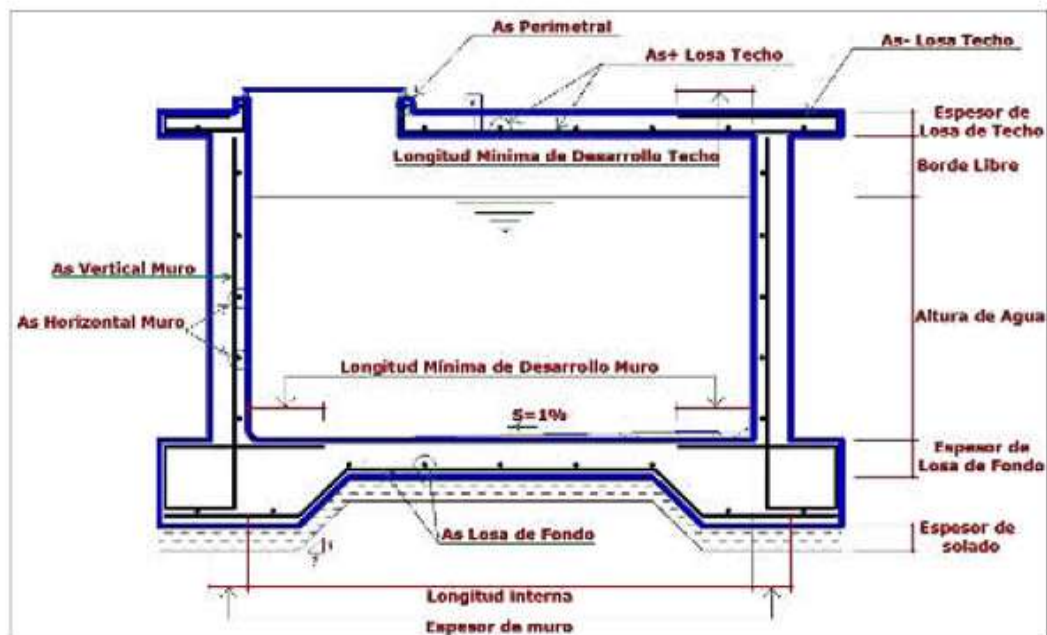 As Perimetral
As+ Losa Techo
As- Losa Techo
Espesor de
Losa de Techo
Longitud Mínima de Desarrollo Techo
Borde Libre
As Vertical Muro
As Horizontal Muro
Altura de Agua
Longitud Mínima de Desarrollo Muro
S=1%
Espesor de
Losa de Fondo
As Losa de Fondo
Espesor de
solado
Longitud interna
Espesor de muro